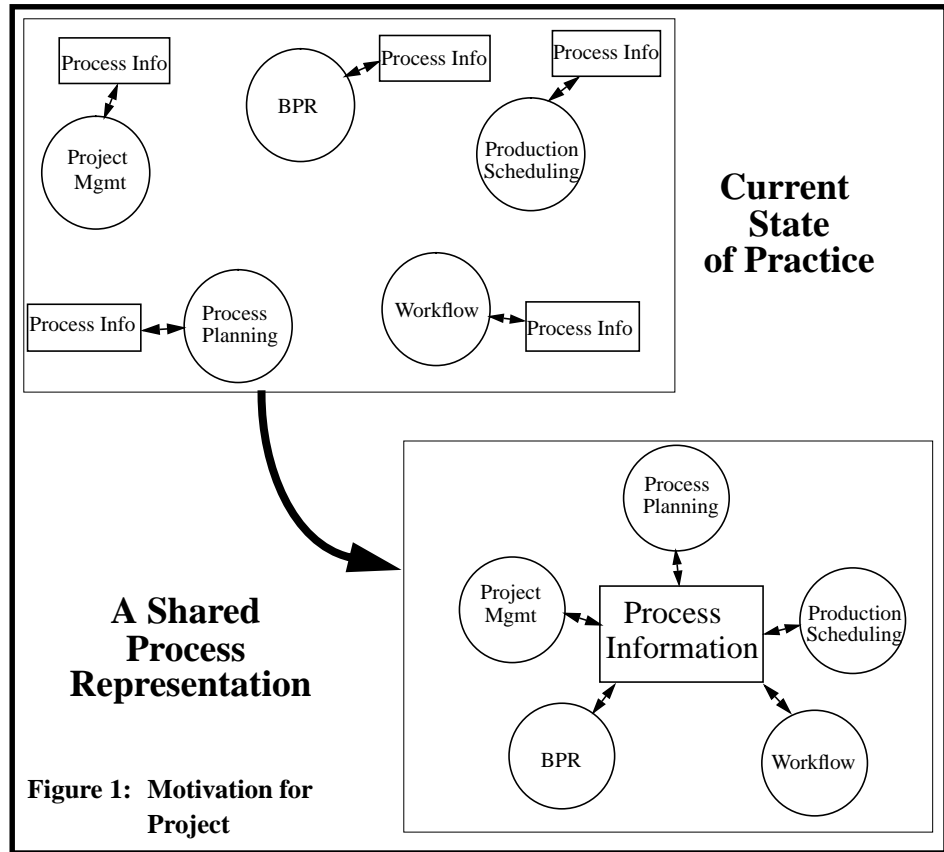 Process Info
Process Info
Process Info
BPR
Project
Mgmt
Production
Scheduling
Current
State
of Practice
Process Info
Process
Planning
Workflow
Process Info
Process
Planning
Project
Mgmt
Process
Information
Production
Scheduling
BPR
Workflow
A Shared
Process
Representation
Figure 1: Motivation for
Project